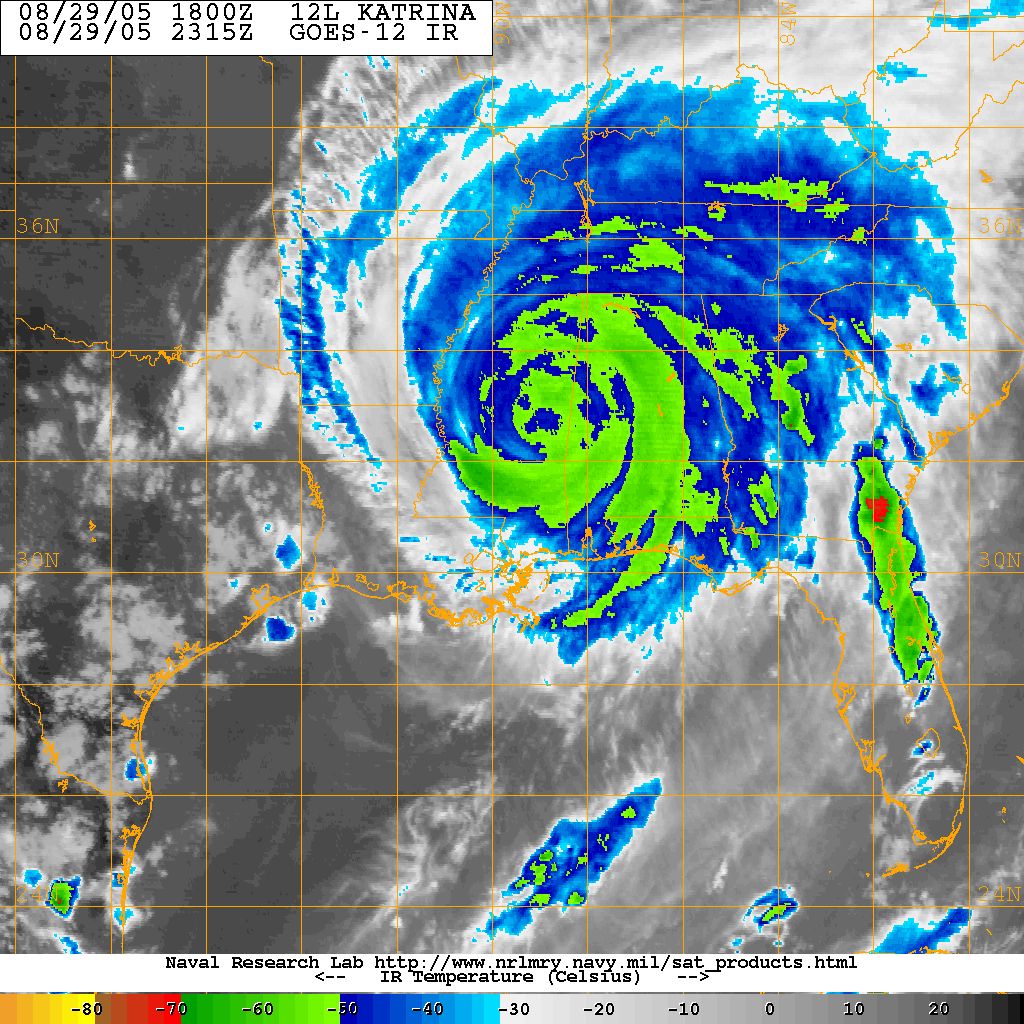 08/29/05 1800Z 12L KATRINA
08/29/05 2315Z GOES-12 IR
90W 84W
36N 36N
30N 30N
24N 24N
Naval Research Lab http://www.nrlmry.navy.mil/sat_products.html
<-- IR Temperature (Celsius) -->
-80 -70 -60 -50 -40 -30 -20 -10 0 10 20